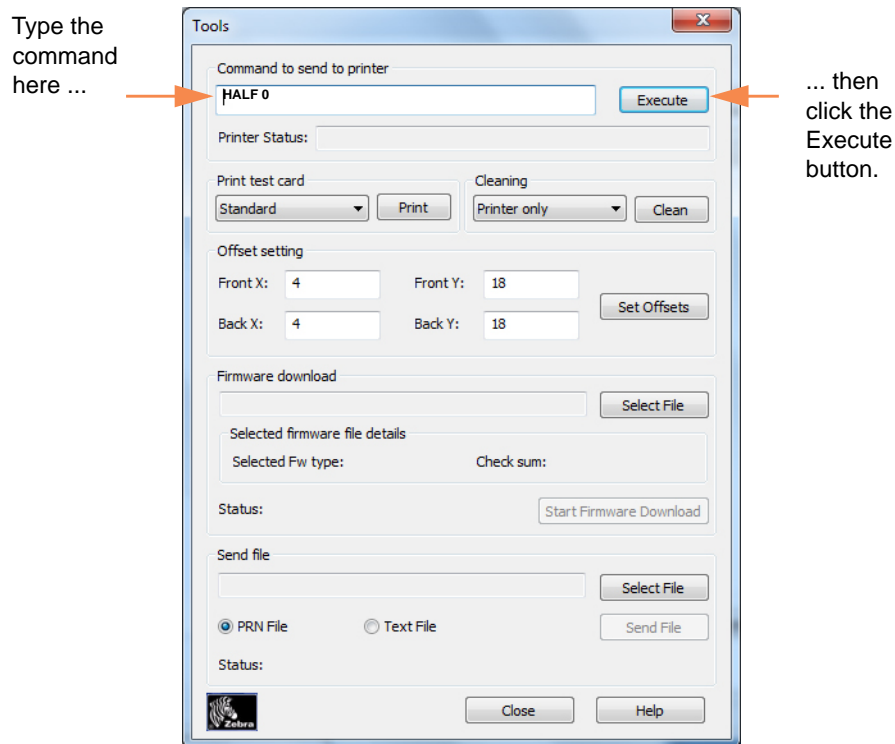 Type the
command
here ...
Tools
Command to send to printer
HALF 0
Execute
... then
click the
Execute
button.
Printer Status:
Print test card
Standard
Print
Cleaning
Printer only
Clean
Offset setting
Front X: 4 Front Y: 18
Back X: 4 Back Y: 18
Set Offsets
Firmware download
Select File
Selected firmware file details
Selected Fw type: Check sum:
Status:
Start Firmware Download
Send file
Select File
PRN File Text File
Send File
Status:
Zebra
Close
Help